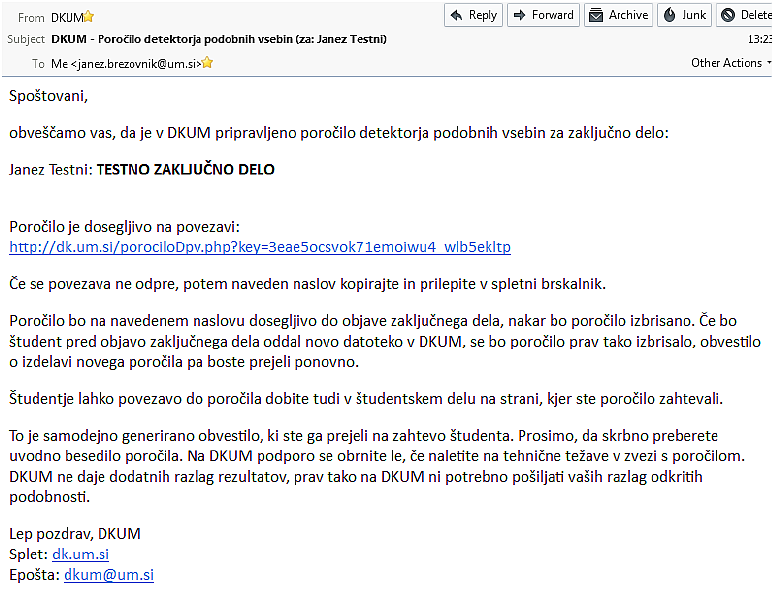 From DKUM
Reply Forward Archive Junk Delete
Subject DKUM - Poročilo detektorja podobnih vsebin (za: Janez Testni)
13:23
To Me <janez.brezovnik@um.si>
Other Actions
Spoštovani,
obveščamo vas, da je v DKUM pripravljeno poročilo detektorja podobnih vsebin za zaključno delo:
Janez Testni: TESTNO ZAKLJUČNO DELO
Poročilo je dosegljivo na povezavi:
http://dk.um.si/porociloDpv.php?key=3eae5ocsvok71emoiwu4_wlb5ekltp
Če se povezava ne odpre, potem naveden naslov kopirajte in prilepite v spletni brskalnik.
Poročilo bo na navedenem naslovu dosegljivo do objave zaključnega dela, nakar bo poročilo izbrisano. Če bo
študent pred objavo zaključnega dela oddal novo datoteko v DKUM, se bo poročilo prav tako izbrisalo, obvestilo
o izdelavi novega poročila pa boste prejeli ponovno.
Študentje lahko povezavo do poročila dobite tudi v študentskem delu na strani, kjer ste poročilo zahtevali.
To je samodejno generirano obvestilo, ki ste ga prejeli na zahtevo študenta. Prosimo, da skrbno preberete
uvodno besedilo poročila. Na DKUM podporo se obrnite le, če naletite na tehnične težave v zvezi s poročilom.
DKUM ne daje dodatnih razlag rezultatov, prav tako na DKUM ni potrebno pošiljati vaših razlag odkritih
podobnosti.
Lep pozdrav, DKUM
Splet: dk.um.si
Epošta: dkum@um.si